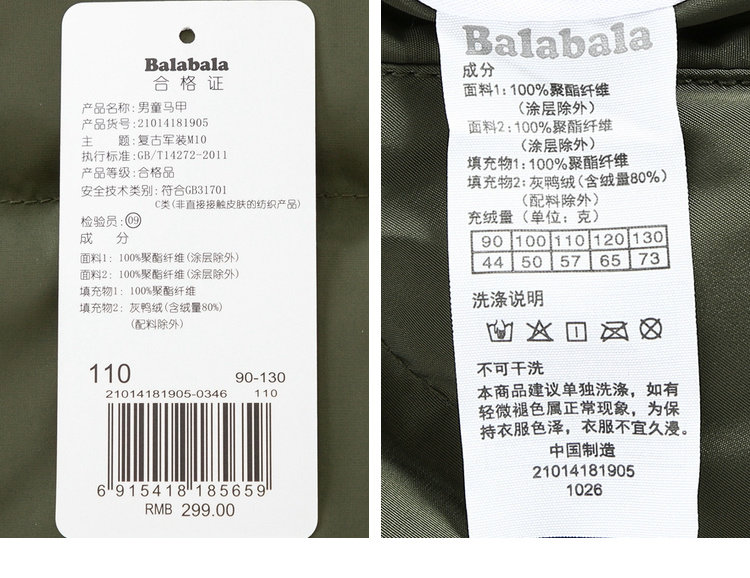 Balabala
合格证
产品名称: 男童马甲
产品货号: 21014181905
主 题: 复古军装M10
执行标准: GB/T14272-2011
产品等级: 合格品
安全技术类别: 符合GB31701
C类(非直接接触皮肤的纺织产品)
检验员: 09
成 分
面料1: 100%聚酯纤维(涂层除外)
面料2: 100%聚酯纤维(涂层除外)
填充物1: 100%聚酯纤维
填充物2: 灰鸭绒(含绒量80%)
(配料除外)
110 90-130
21014181905-0346 110
6 915418 185659
RMB 299.00
Balabala
成分
面料1: 100%聚酯纤维
(涂层除外)
面料2: 100%聚酯纤维
(涂层除外)
填充物1: 100%聚酯纤维
填充物2: 灰鸭绒(含绒量80%)
(配料除外)
充绒量 (单位: 克)
90 100 110 120 130
44 50 57 65 73
洗涤说明
不可干洗
本商品建议单独洗涤，如有
轻微褪色属正常现象，为保
持衣服色泽，衣服不宜久浸。
中国制造
21014181905
1026